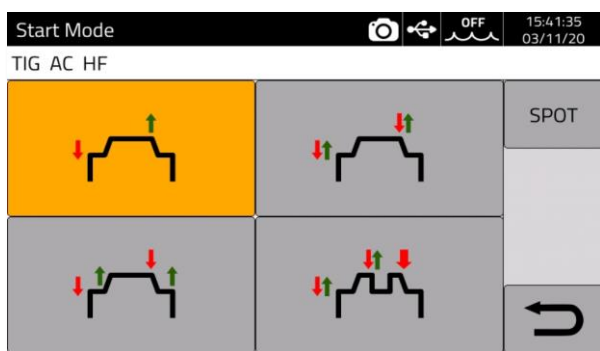 Start Mode
OFF
15:41:35
03/11/20
TIG AC HF
SPOT